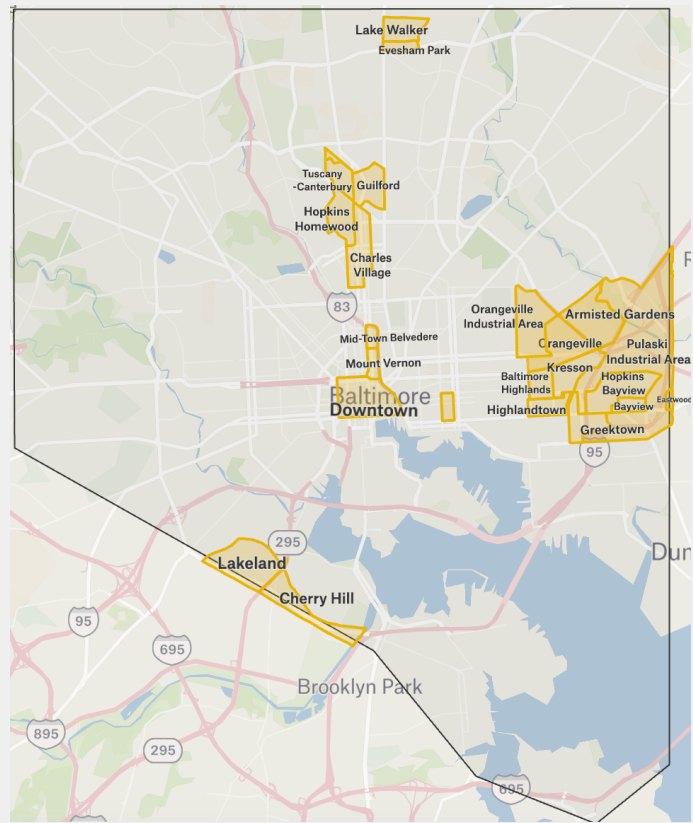 Lake Walker
Evesham Park
Tuscany
-Canterbury
Guilford
Hopkins
Homewood
Charles
Village
R
83
Orangeville
Industrial Area
Armisted Gardens
Mid-Town Belvedere
Orangeville
Pulaski
Industrial Area
Mount Vernon
Kresson
Baltimore
Highlands
Hopkins
Bayview
Baltimore
Downtown
Highlandtown
Bayview
Eastwood
Greektown
95
295
Dun
Lakeland
Cherry Hill
95
695
Brooklyn Park
895
295
695